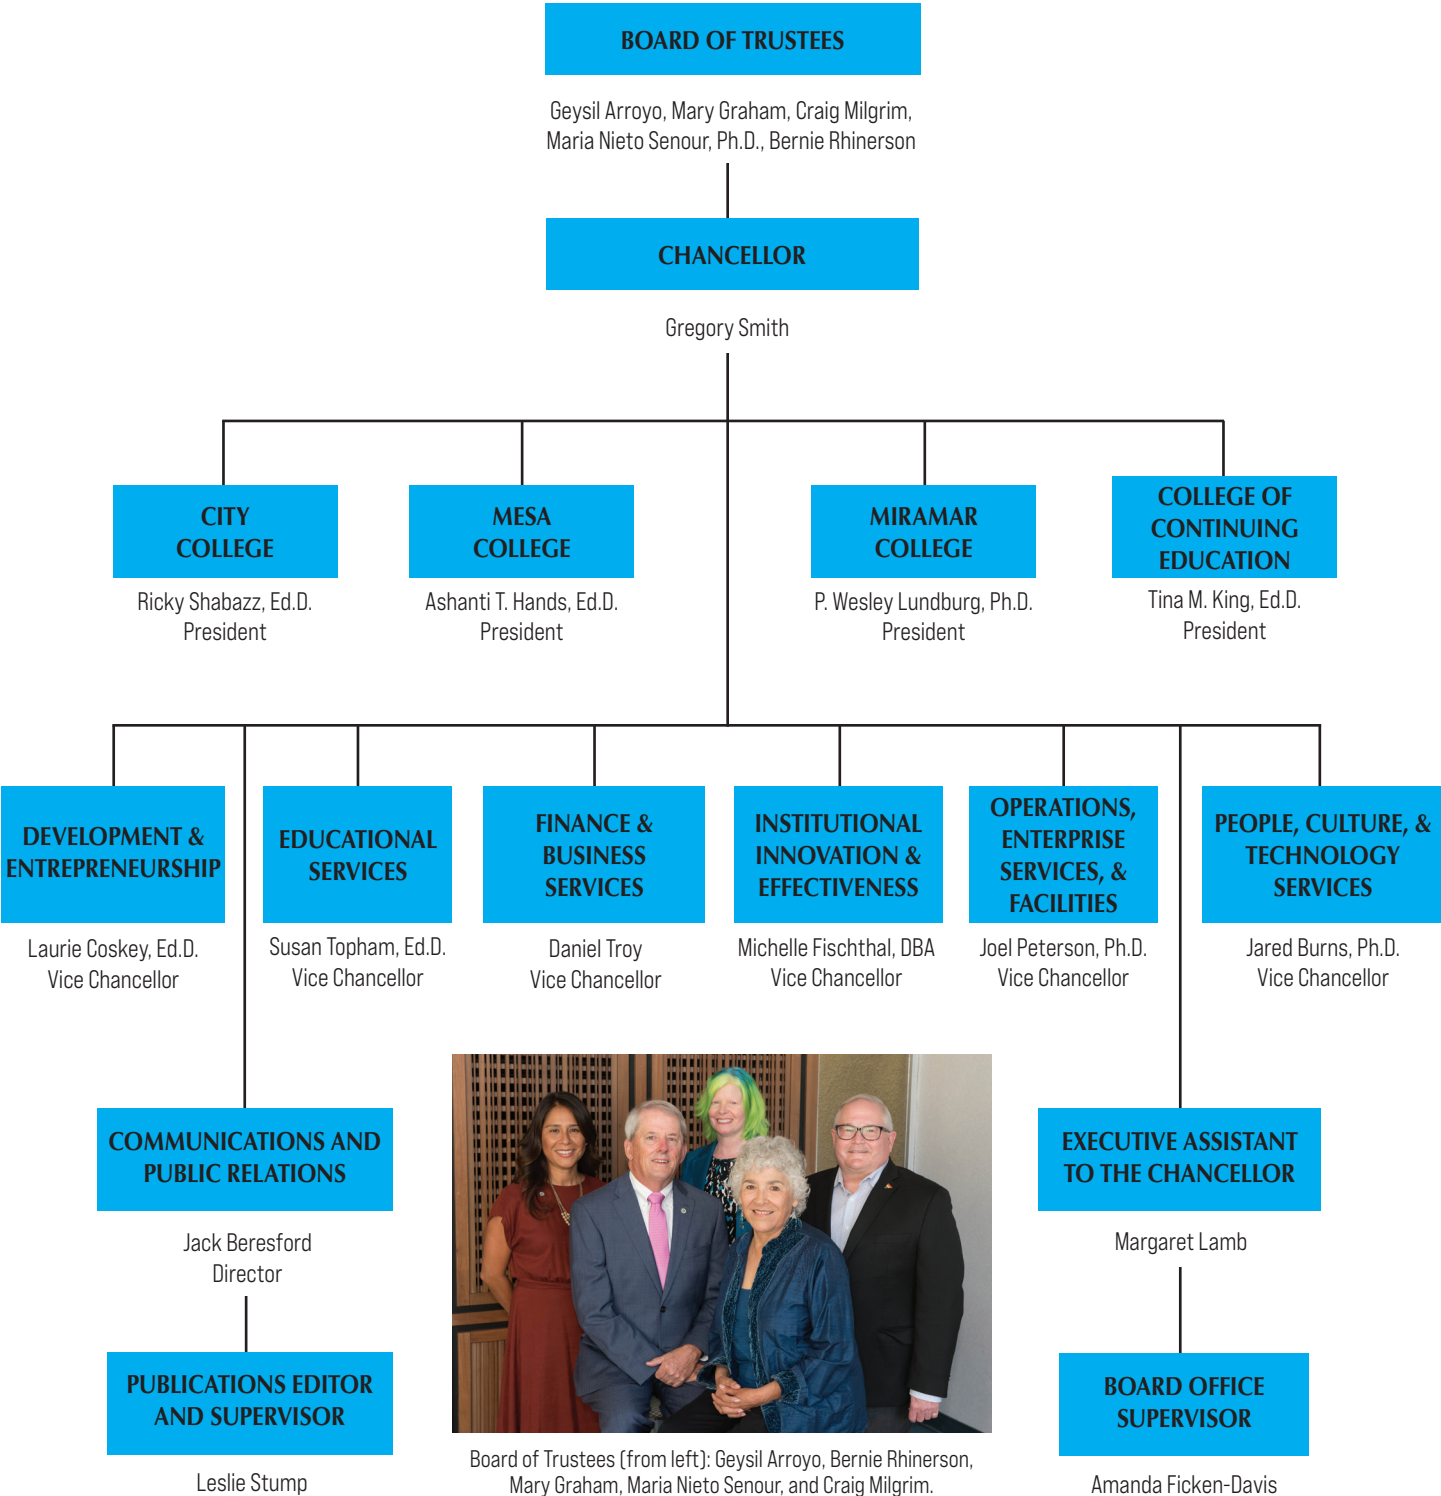 BOARD OF TRUSTEES
Geysil Arroyo, Mary Graham, Craig Milgrim,
Maria Nieto Senour, Ph.D., Bernie Rhinerson
CHANCELLOR
Gregory Smith
CITY
COLLEGE
Ricky Shabazz, Ed.D.
President
MESA
COLLEGE
Ashanti T. Hands, Ed.D.
President
MIRAMAR
COLLEGE
P. Wesley Lundburg, Ph.D.
President
COLLEGE OF
CONTINUING
EDUCATION
Tina M. King, Ed.D.
President
DEVELOPMENT &
ENTREPRENEURSHIP
Laurie Coskey, Ed.D.
Vice Chancellor
EDUCATIONAL
SERVICES
Susan Topham, Ed.D.
Vice Chancellor
FINANCE &
BUSINESS
SERVICES
Daniel Troy
Vice Chancellor
INSTITUTIONAL
INNOVATION &
EFFECTIVENESS
Michelle Fischthal, DBA
Vice Chancellor
OPERATIONS,
ENTERPRISE
SERVICES, &
FACILITIES
Joel Peterson, Ph.D.
Vice Chancellor
PEOPLE, CULTURE, &
TECHNOLOGY
SERVICES
Jared Burns, Ph.D.
Vice Chancellor
COMMUNICATIONS AND
PUBLIC RELATIONS
Jack Beresford
Director
PUBLICATIONS EDITOR
AND SUPERVISOR
Leslie Stump
Board of Trustees (from left): Geysil Arroyo, Bernie Rhinerson,
Mary Graham, Maria Nieto Senour, and Craig Milgrim.
EXECUTIVE ASSISTANT
TO THE CHANCELLOR
Margaret Lamb
BOARD OFFICE
SUPERVISOR
Amanda Ficken-Davis